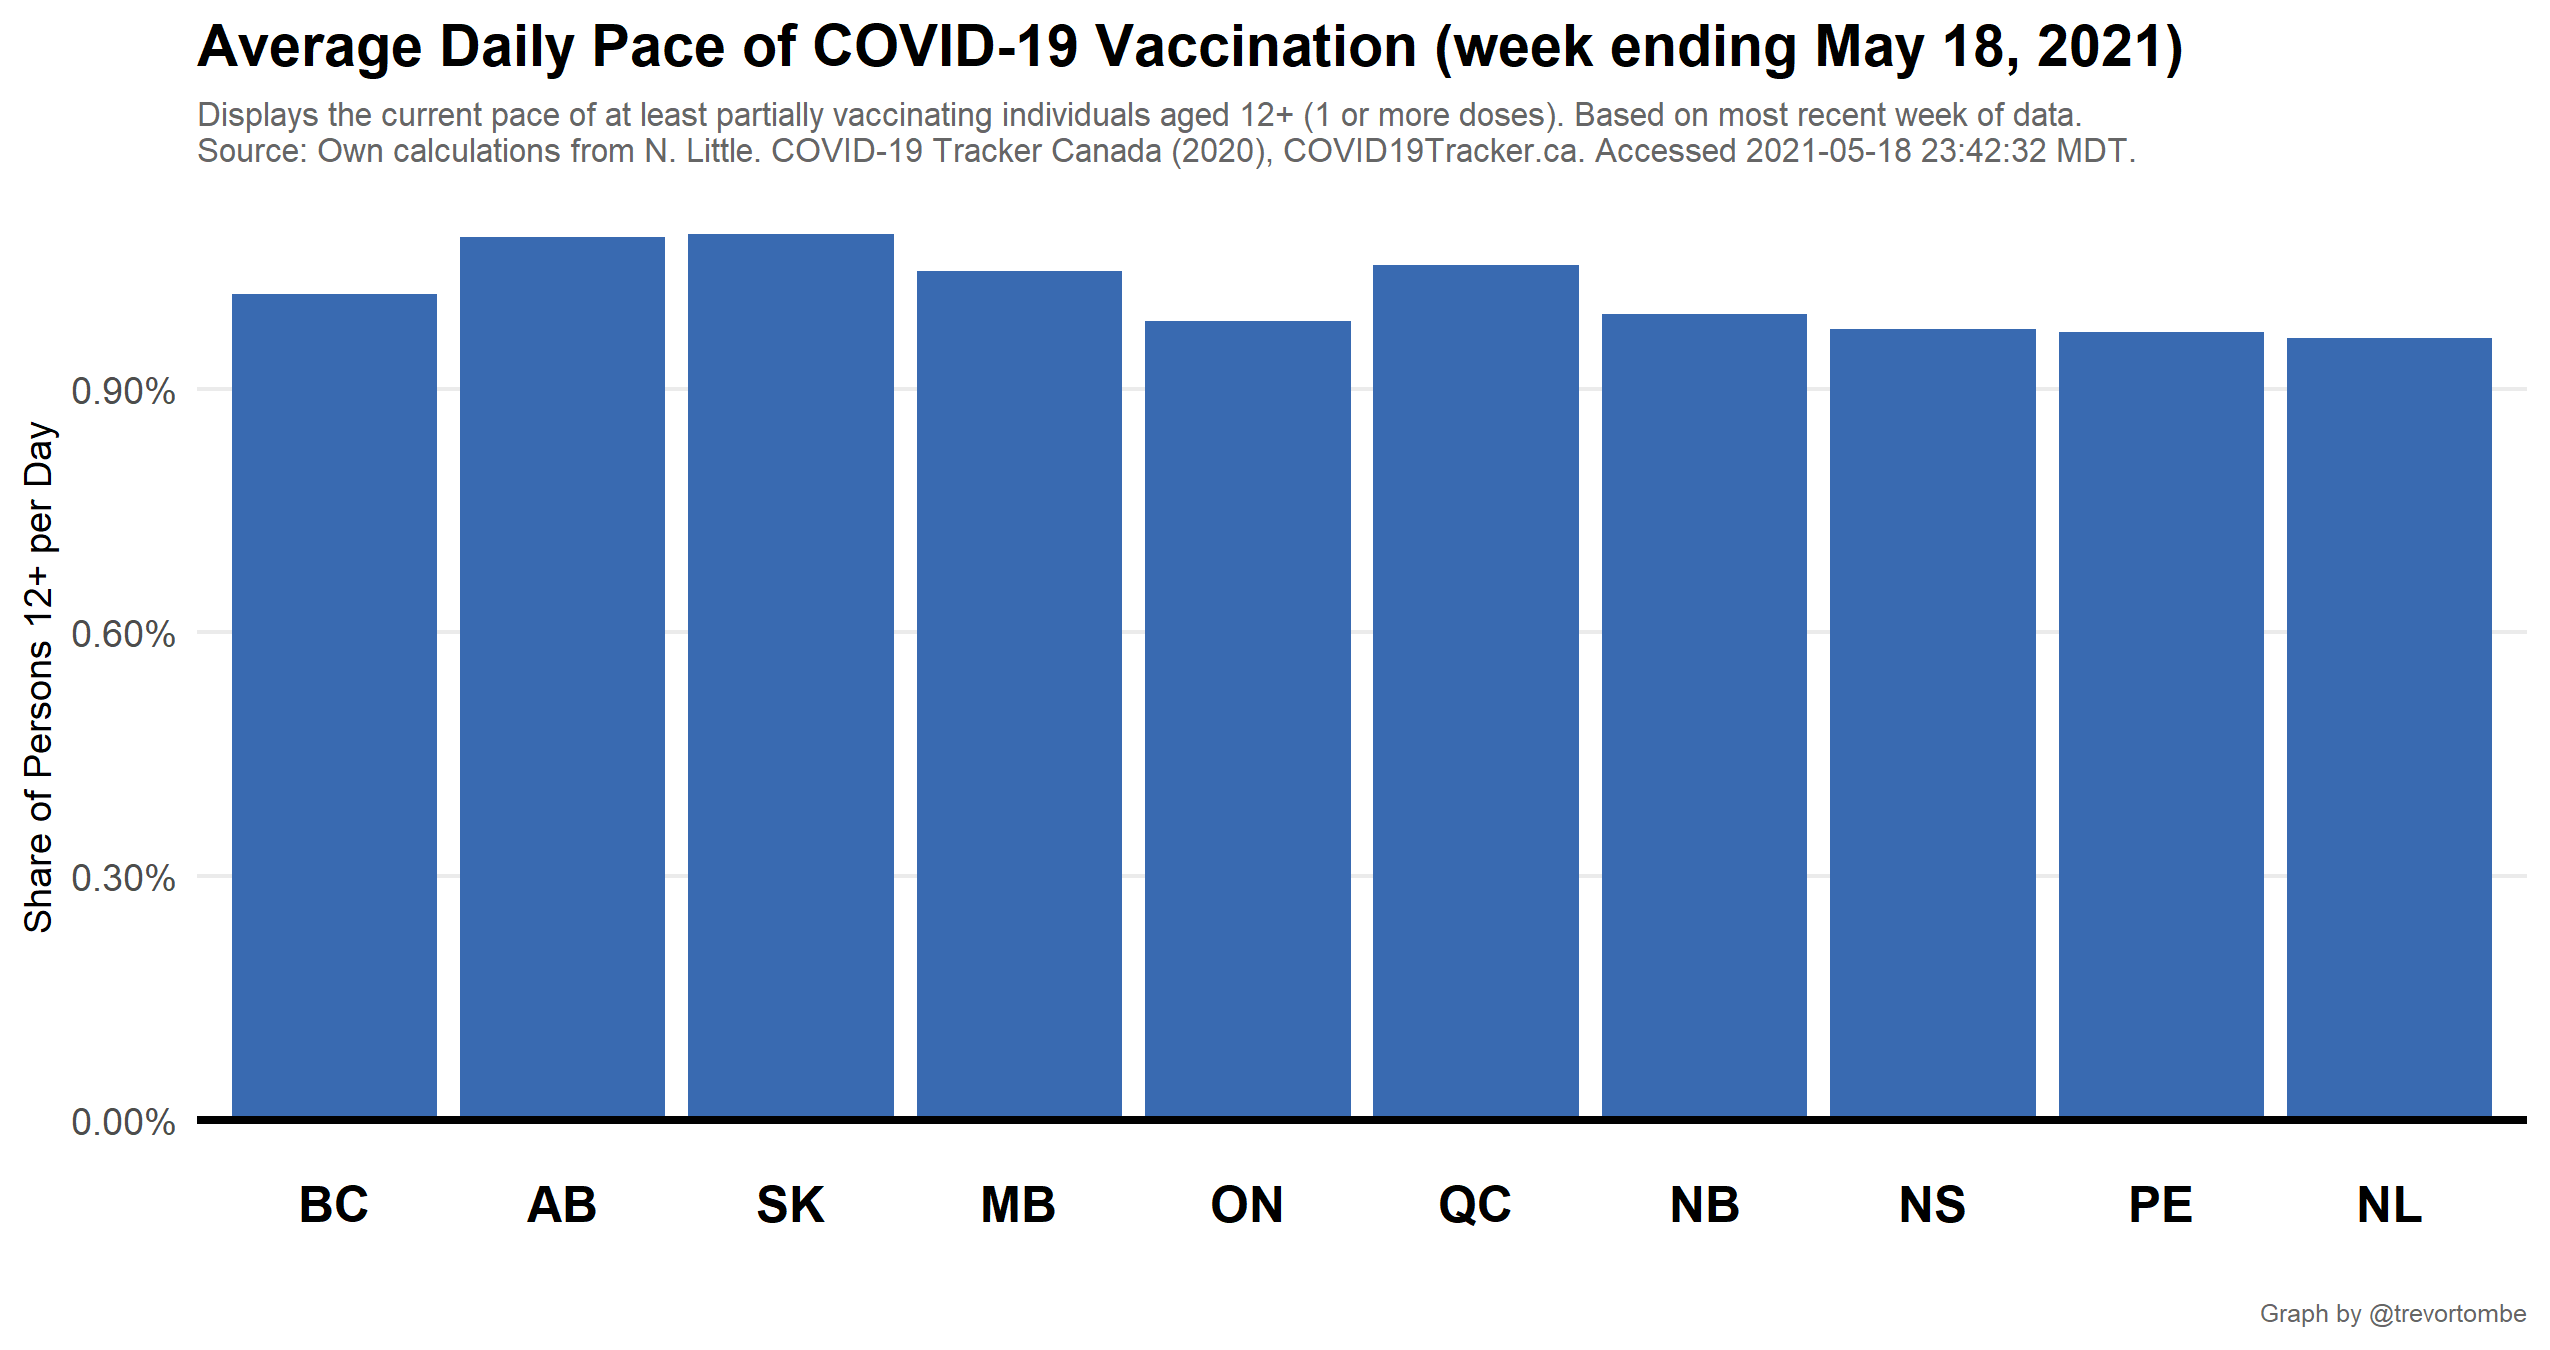 Average Daily Pace of COVID-19 Vaccination (week ending May 18, 2021)
Displays the current pace of at least partially vaccinating individuals aged 12+ (1 or more doses). Based on most recent week of data.
Source: Own calculations from N. Little. COVID-19 Tracker Canada (2020), COVID19Tracker.ca. Accessed 2021-05-18 23:42:32 MDT.
Share of Persons 12+ per Day
0.90%
0.60%
0.30%
0.00%
BC AB SK MB ON QC NB NS PE NL
Graph by @trevortombe